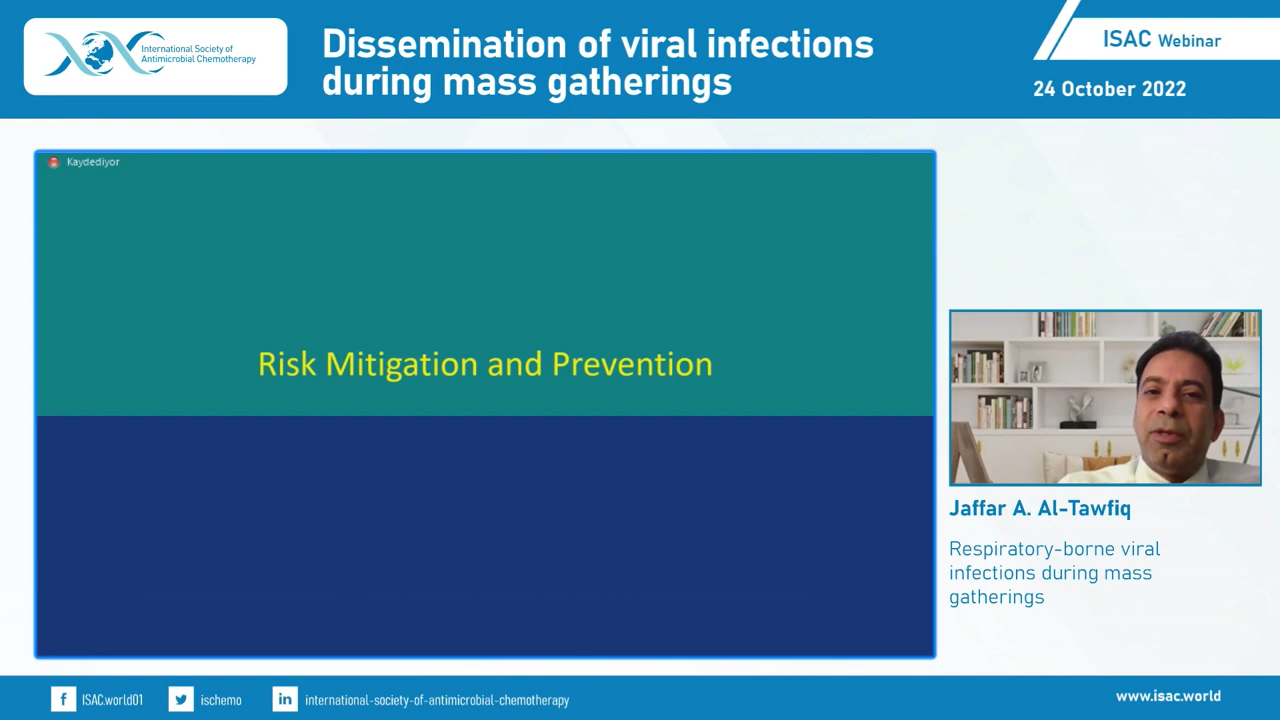 International Society of
Antimicrobial Chemotherapy
Dissemination of viral infections
during mass gatherings
ISAC Webinar
24 October 2022
Kaydediyor
Risk Mitigation and Prevention
Jaffar A. Al-Tawfiq
Respiratory-borne viral
infections during mass
gatherings
ISAC.world01
ischemo
international-society-of-antimicrobial-chemotherapy
www.isac.world